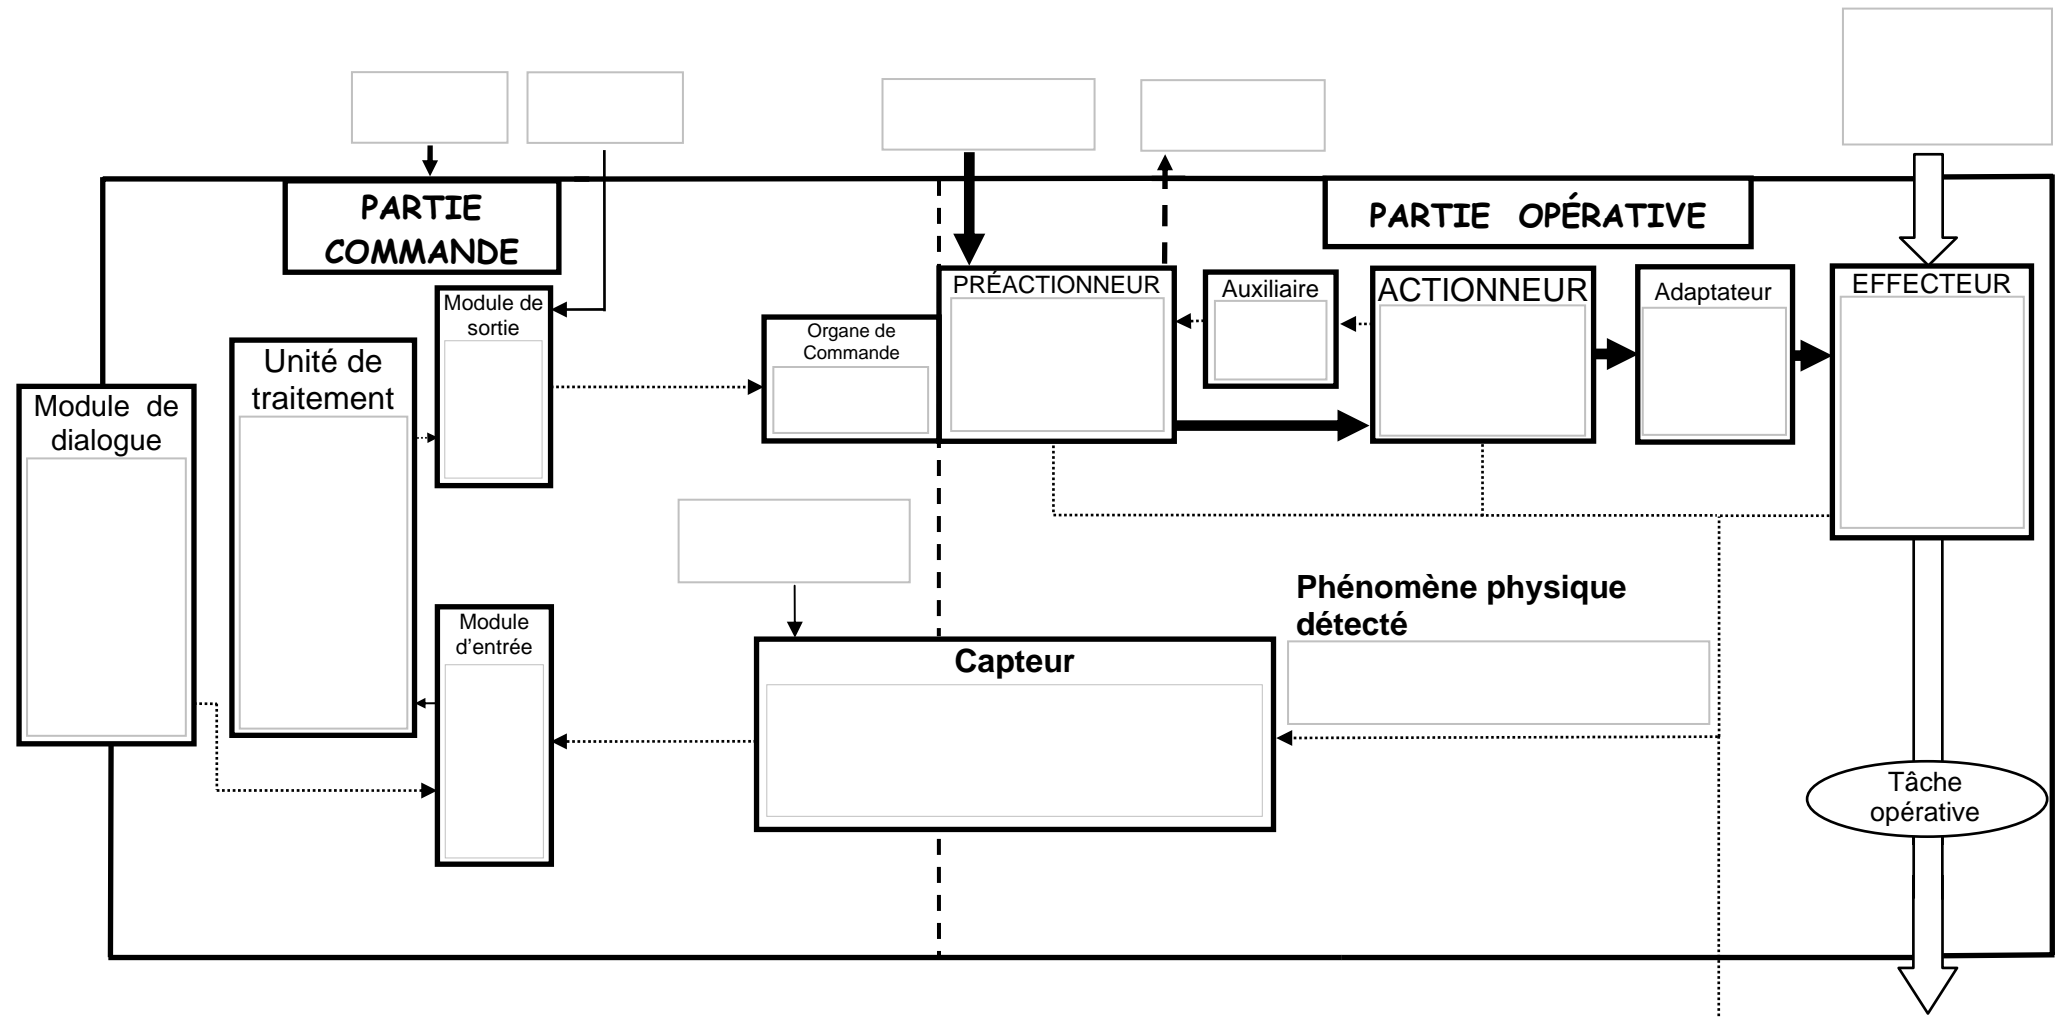 PARTIE
COMMANDE
PARTIE OPÉRATIVE
Module de
sortie
Unité de
traitement
Module de
dialogue
Organe de
Commande
PRÉACTIONNEUR
Auxiliaire
ACTIONNEUR
Adaptateur
EFFECTEUR
Module
d'entrée
Capteur
Phénomène physique
détecté
Tâche
opérative